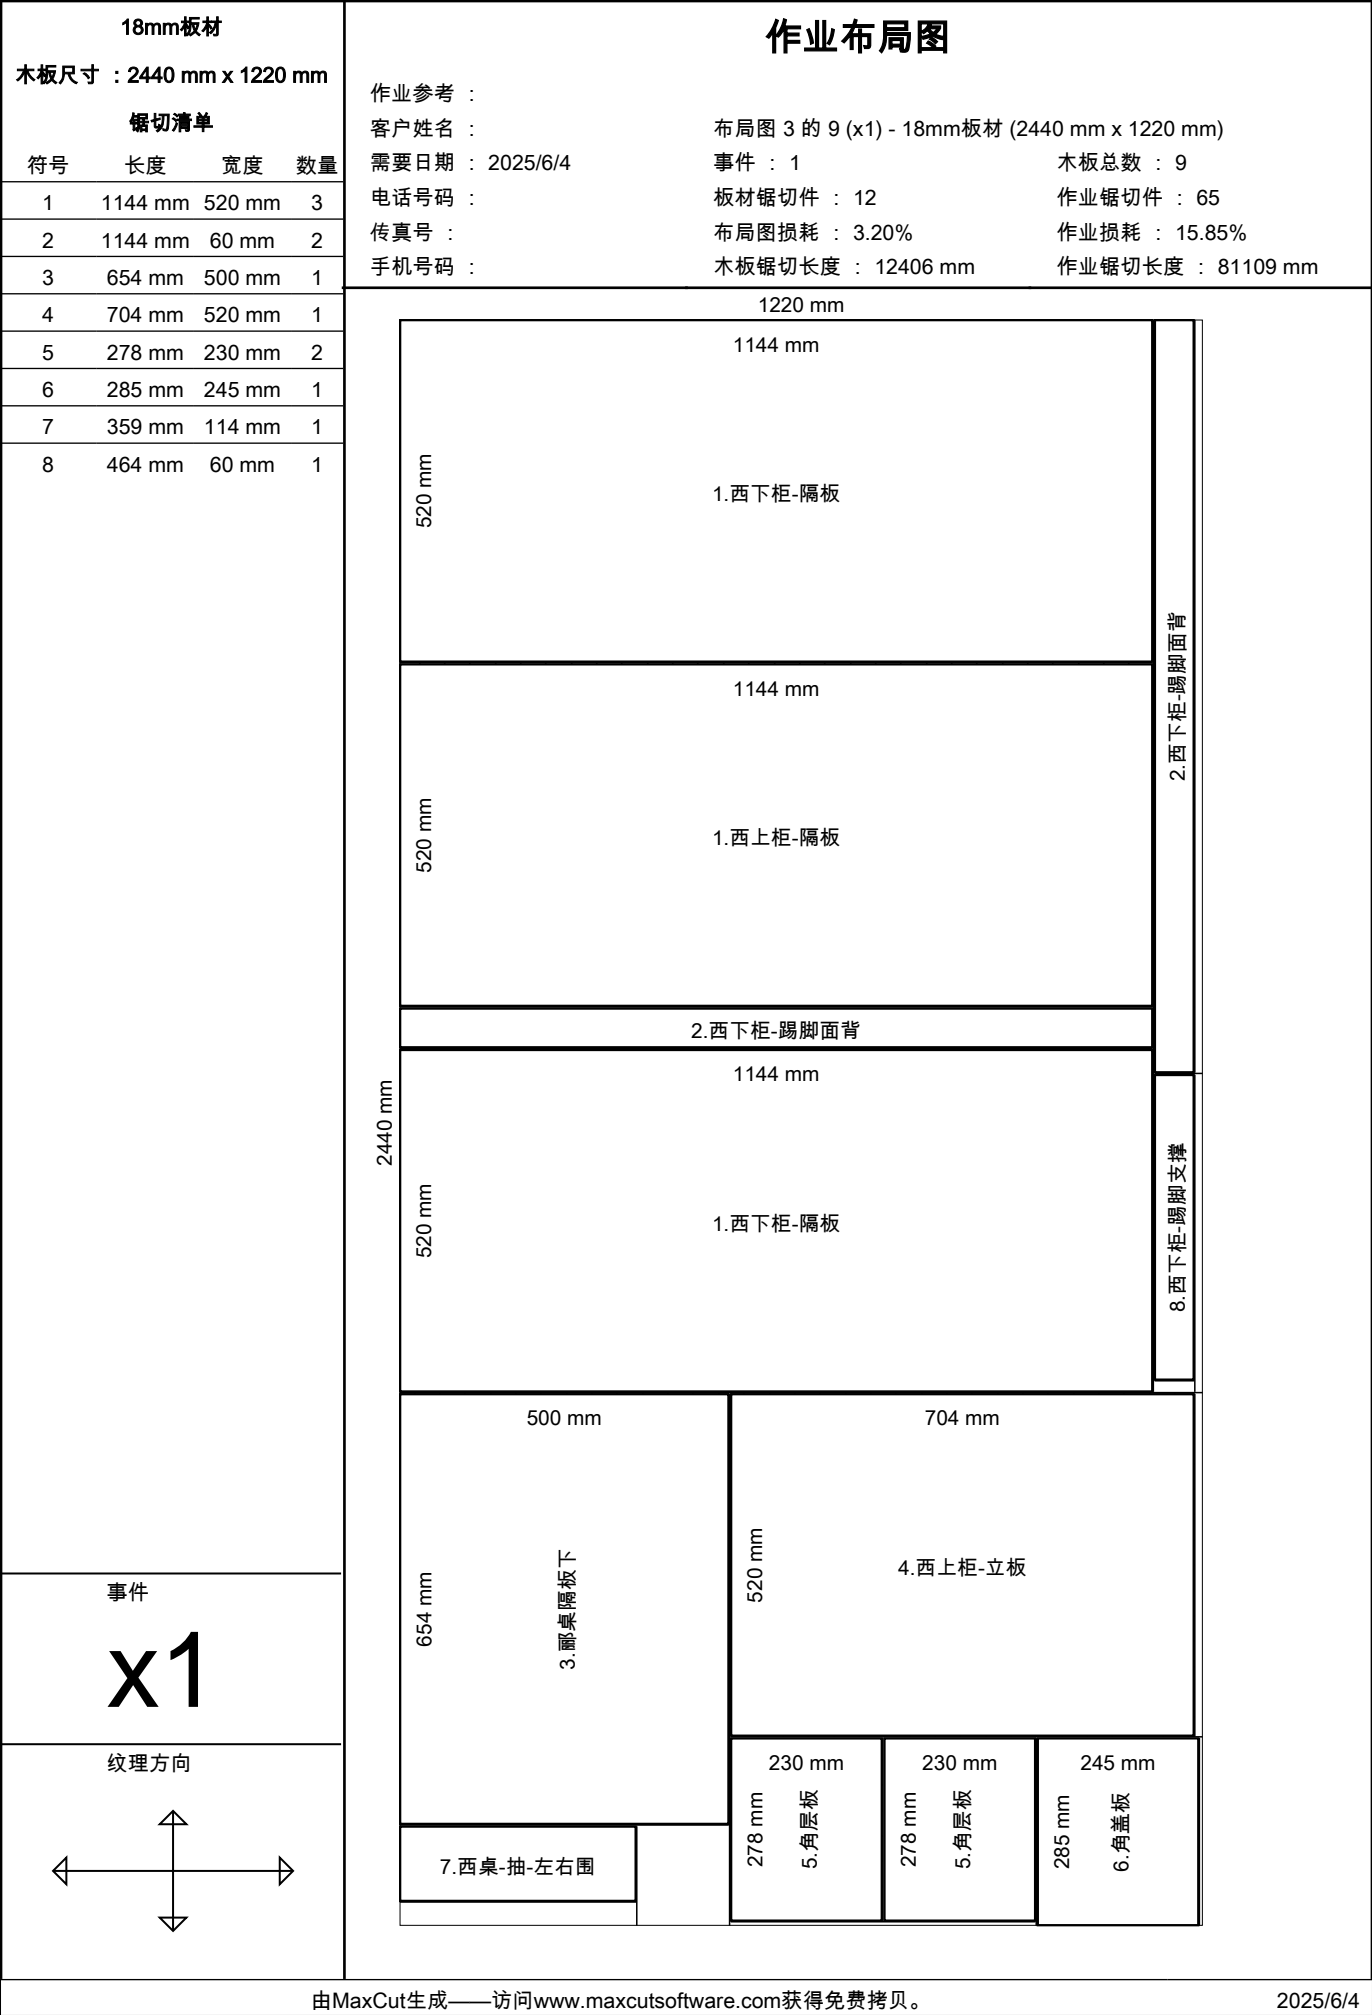 18mm板材
木板尺寸 : 2440 mm x 1220 mm
锯切清单
符号 长度 宽度 数量
1 1144 mm 520 mm 3
2 1144 mm 60 mm 2
3 654 mm 500 mm 1
4 704 mm 520 mm 1
5 278 mm 230 mm 2
6 285 mm 245 mm 1
7 359 mm 114 mm 1
8 464 mm 60 mm 1
事件
x1
纹理方向
作业布局图
作业参考 :
客户姓名 : 布局图 3 的 9 (x1) - 18mm板材 (2440 mm x 1220 mm)
需要日期 : 2025/6/4 事件 : 1 木板总数 : 9
电话号码 : 板材锯切件 : 12 作业锯切件 : 65
传真号 : 布局图损耗 : 3.20% 作业损耗 : 15.85%
手机号码 : 木板锯切长度 : 12406 mm 作业锯切长度 : 81109 mm
1220 mm
2440 mm
1144 mm
520 mm
1.西下柜-隔板
2.西下柜-踢脚面背
1144 mm
520 mm
1.西上柜-隔板
2.西下柜-踢脚面背
1144 mm
520 mm
1.西下柜-隔板
8.西下柜-踢脚支撑
500 mm
654 mm
3.郦桌隔板下
704 mm
520 mm
4.西上柜-立板
230 mm
278 mm
5.角层板
230 mm
278 mm
5.角层板
245 mm
285 mm
6.角盖板
7.西桌-抽-左右围
由MaxCut生成——访问www.maxcutsoftware.com获得免费拷贝。 2025/6/4